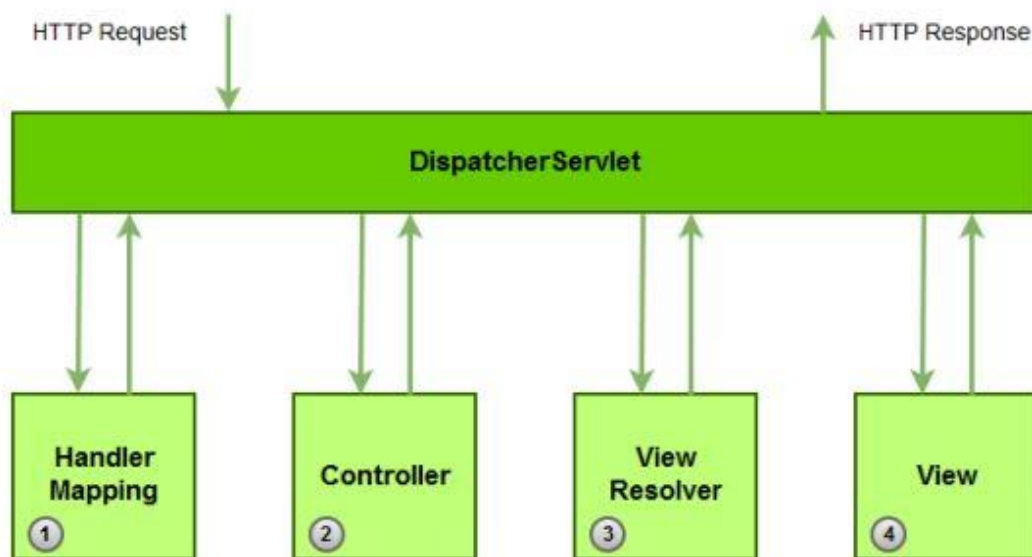 HTTP Request
HTTP Response
DispatcherServlet
Handler
Mapping
1
Controller
2
View
Resolver
3
View
4